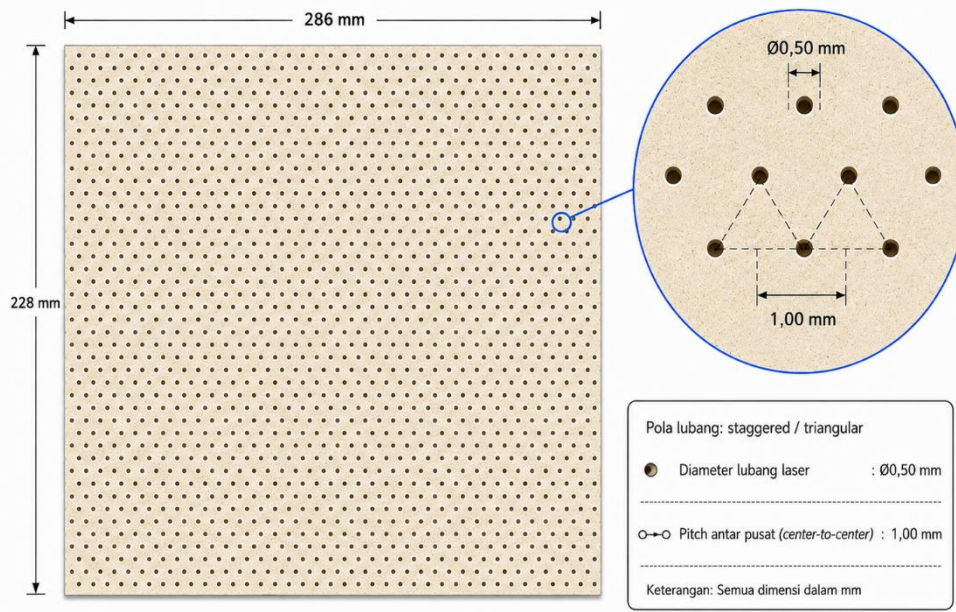 286 mm
228 mm
Ø0,50 mm
1,00 mm
Pola lubang: staggered / triangular
Diameter lubang laser : Ø0,50 mm
Pitch antar pusat (center-to-center) : 1,00 mm
Keterangan: Semua dimensi dalam mm